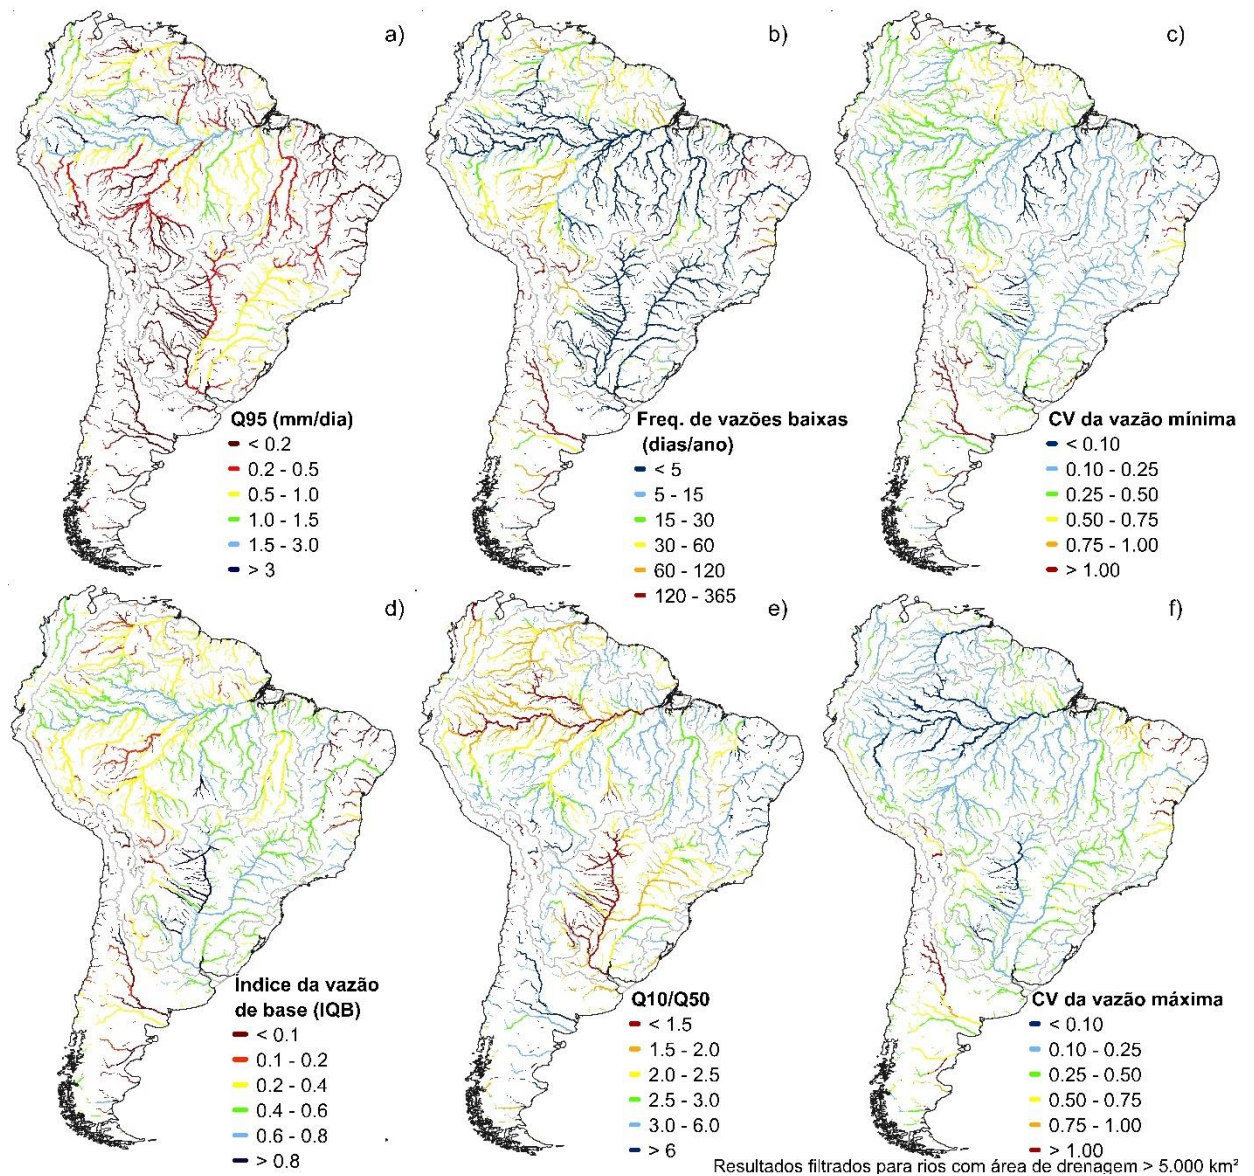 a)
b)
c)
Q95 (mm/dia)
< 0.2
0.2 - 0.5
0.5 - 1.0
1.0 - 1.5
1.5 - 3.0
> 3
Freq. de vazões baixas
(dias/ano)
< 5
5 - 15
15 - 30
30 - 60
60 - 120
120 - 365
CV da vazão mínima
< 0.10
0.10 - 0.25
0.25 - 0.50
0.50 - 0.75
0.75 - 1.00
> 1.00
d)
e)
f)
Índice da vazão
de base (IQB)
< 0.1
0.1 - 0.2
0.2 - 0.4
0.4 - 0.6
0.6 - 0.8
> 0.8
Q10/Q50
< 1.5
1.5 - 2.0
2.0 - 2.5
2.5 - 3.0
3.0 - 6.0
> 6
CV da vazão máxima
< 0.10
0.10 - 0.25
0.25 - 0.50
0.50 - 0.75
0.75 - 1.00
> 1.00
Resultados filtrados para rios com área de drenagem > 5.000 km²